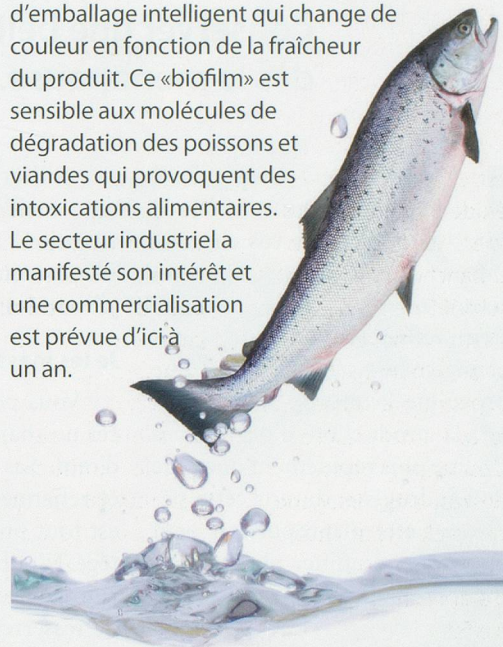 d’emballage intelligent qui change de
couleur en fonction de la fraîcheur
du produit. Ce «biofilm» est
sensible aux molécules de
dégradation des poissons et
viandes qui provoquent des
intoxications alimentaires.
Le secteur industriel a
manifesté son intérêt et
une commercialisation
est prévue d’ici à
un an.